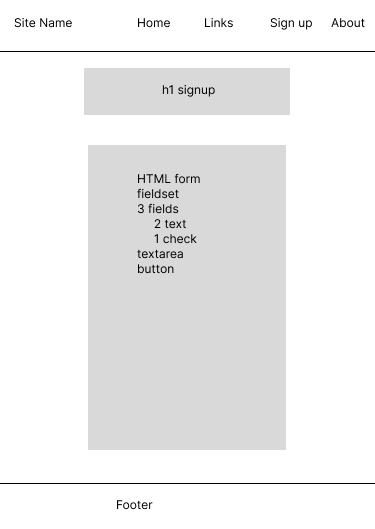 Site Name Home Links Sign up About
h1 signup
HTML form
fieldset
3 fields
2 text
1 check
textarea
button
Footer